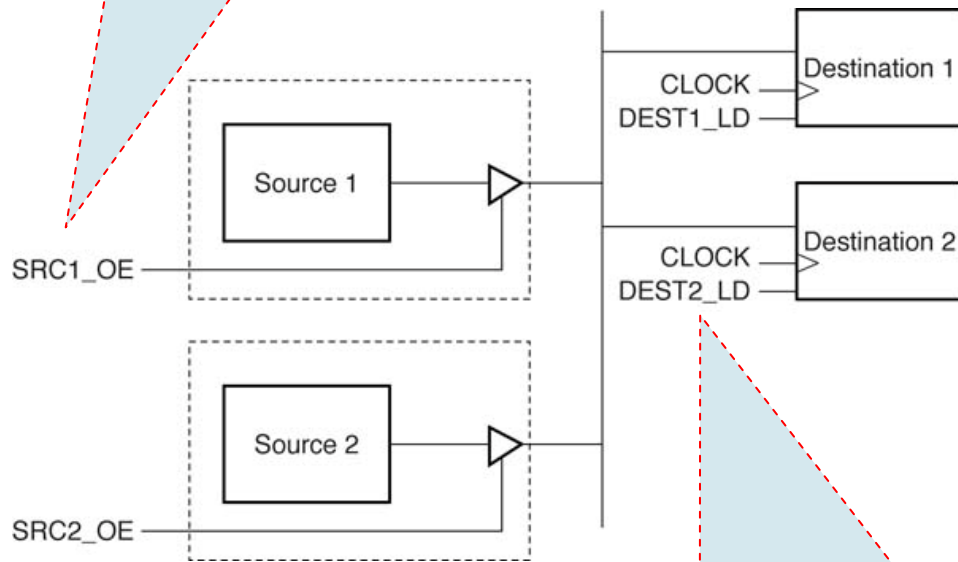 Destination 1
CLOCK
DEST1_LD
Source 1
Destination 2
CLOCK
SRC1_OE
DEST2_LD
Source 2
SRC2_OE